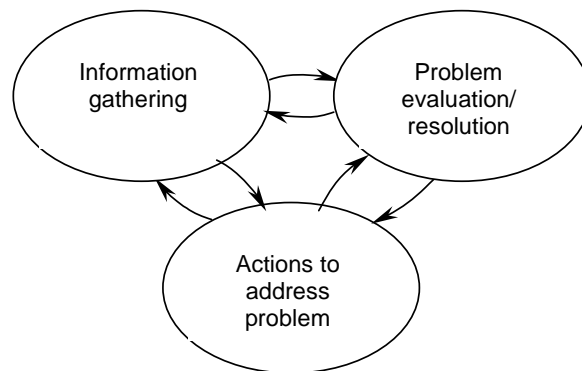 Information
gathering
Problem
evaluation/
resolution
Actions to
address
problem